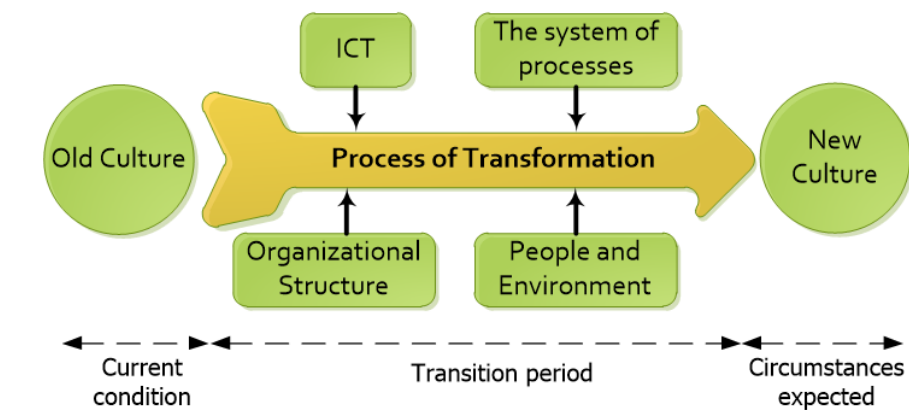 ICT
The system of
processes
Old Culture
Process of Transformation
New
Culture
Organizational
Structure
People and
Environment
Current
condition
Transition period
Circumstances
expected